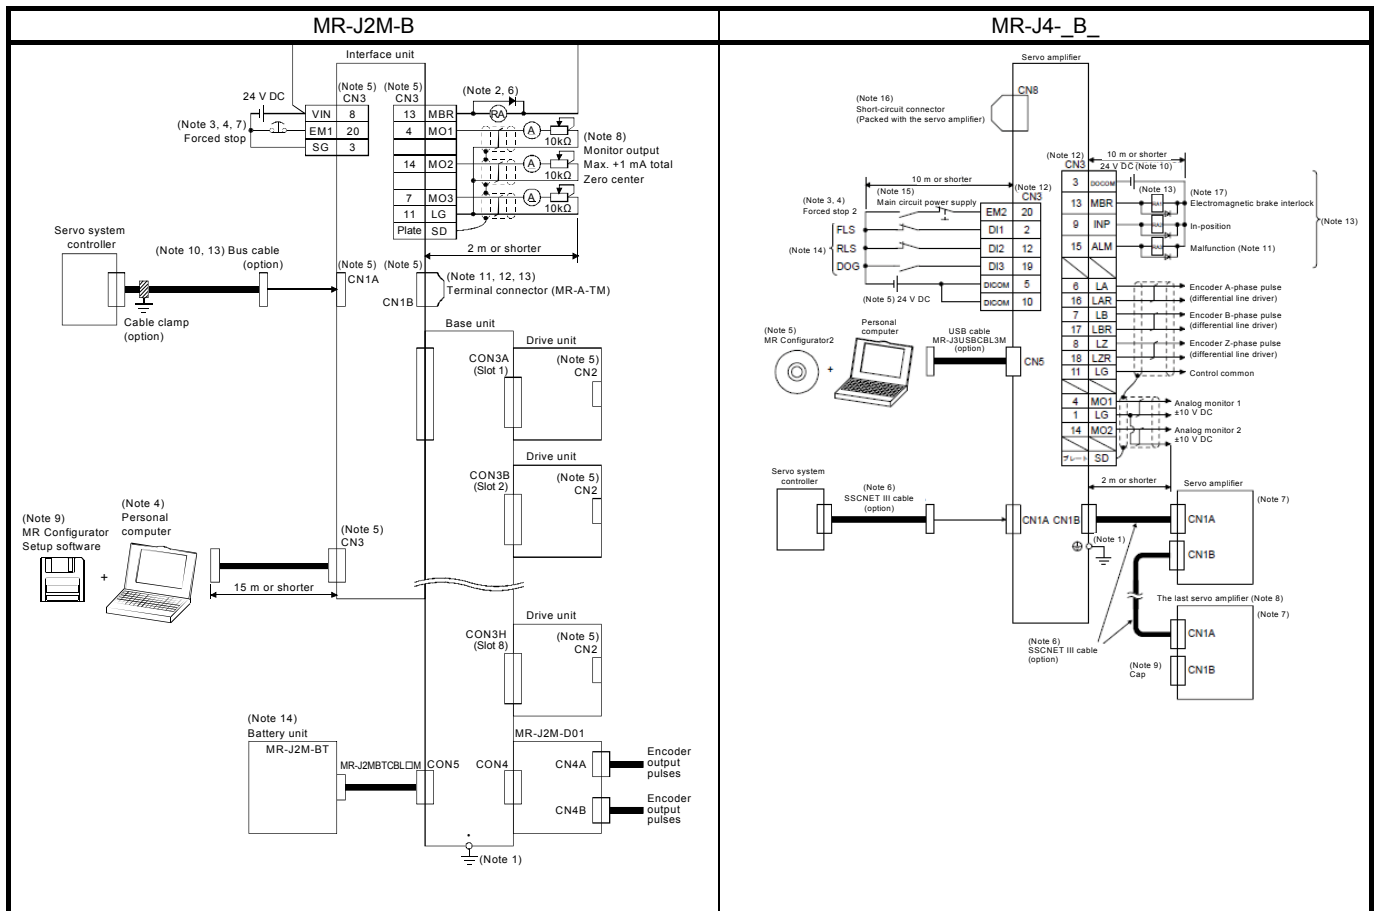 MR-J2M-B
MR-J4-_B_
Interface unit
(Note 5) (Note 5)
CN3 CN3
24 V DC
VIN 8
EM1 20
SG 3
(Note 3, 4, 7)
Forced stop
13 MBR
4 MO1
14 MO2
7 MO3
11 LG
Plate SD
(Note 2, 6)
RA
A
10kΩ
A
10kΩ
A
10kΩ
(Note 8)
Monitor output
Max. +1 mA total
Zero center
2 m or shorter
Servo system
controller
(Note 10, 13) Bus cable
(option)
Cable clamp
(option)
(Note 5)
CN1A
(Note 5)
CN1B
(Note 11, 12, 13)
Terminal connector (MR-A-TM)
Base unit
Drive unit
CON3A
(Slot 1)
(Note 5)
CN2
Drive unit
CON3B
(Slot 2)
(Note 5)
CN2
(Note 9)
MR Configurator
Setup software
+
(Note 4)
Personal
computer
15 m or shorter
(Note 5)
CN3
Drive unit
CON3H
(Slot 8)
(Note 5)
CN2
(Note 14)
Battery unit
MR-J2M-BT
MR-J2MBTCBL□M
CON5
CON4
MR-J2M-D01
CN4A
Encoder
output
pulses
CN4B
Encoder
output
pulses
(Note 1)
Servo amplifier
CN8
(Note 16)
Short-circuit connector
(Packed with the servo amplifier)
10 m or shorter
(Note 12)
CN3
(Note 15)
Main circuit power supply
(Note 3, 4)
Forced stop 2
(Note 14)
FLS
RLS
DOG
EM2 20
DI1 2
DI2 12
DI3 19
DICOM 5
DICOM 10
(Note 5) 24 V DC
(Note 12)
CN3
10 m or shorter
24 V DC (Note 10)
3 DOCOM
13 MBR
9 INP
15 ALM
(Note 13)
RA1
RA2
RA3
(Note 17)
Electromagnetic brake interlock
In-position
Malfunction (Note 11)
(Note 13)
6 LA
16 LAR
7 LB
17 LBR
8 LZ
18 LZR
11 LG
Encoder A-phase pulse
(differential line driver)
Encoder B-phase pulse
(differential line driver)
Encoder Z-phase pulse
(differential line driver)
Control common
4 MO1
1 LG
14 MO2
プレート SD
Analog monitor 1
±10 V DC
Analog monitor 2
±10 V DC
2 m or shorter
(Note 5)
MR Configurator2
+
Personal
computer
USB cable
MR-J3USBCBL3M
(option)
CN5
Servo system
controller
(Note 6)
SSCNET III cable
(option)
CN1A CN1B
(Note 1)
Servo amplifier
(Note 7)
CN1A
CN1B
The last servo amplifier (Note 8)
(Note 7)
CN1A
CN1B
(Note 6)
SSCNET III cable
(option)
(Note 9)
Cap